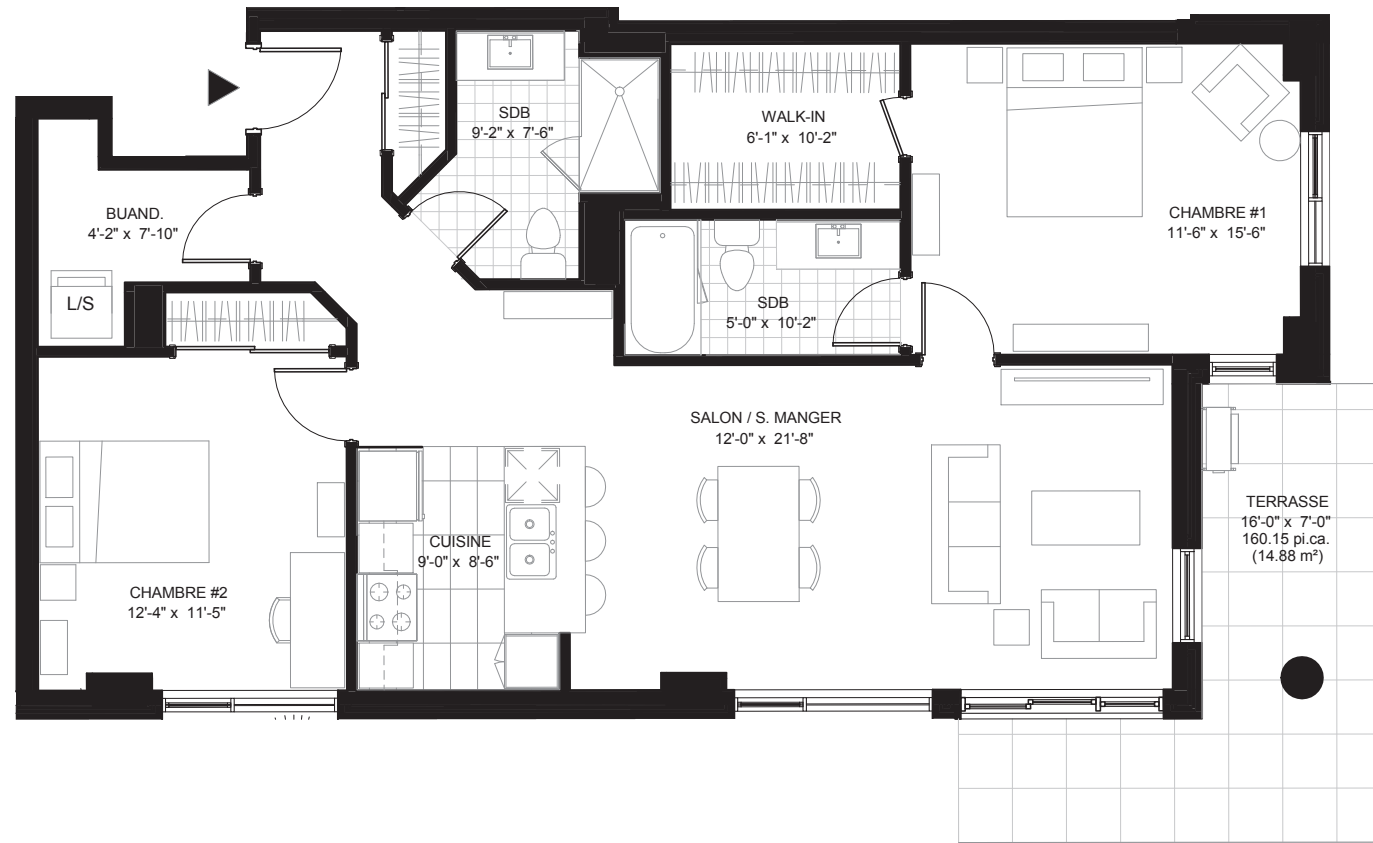 SDB
9'-2" x 7'-6"
WALK-IN
6'-1" x 10'-2"
BUAND.
4'-2" x 7'-10"
CHAMBRE #1
11'-6" x 15'-6"
L/S
SDB
5'-0" x 10'-2"
SALON / S. MANGER
12'-0" x 21'-8"
TERRASSE
16'-0" x 7'-0"
160.15 pi.ca.
(14.88 m²)
CUISINE
9'-0" x 8'-6"
CHAMBRE #2
12'-4" x 11'-5"